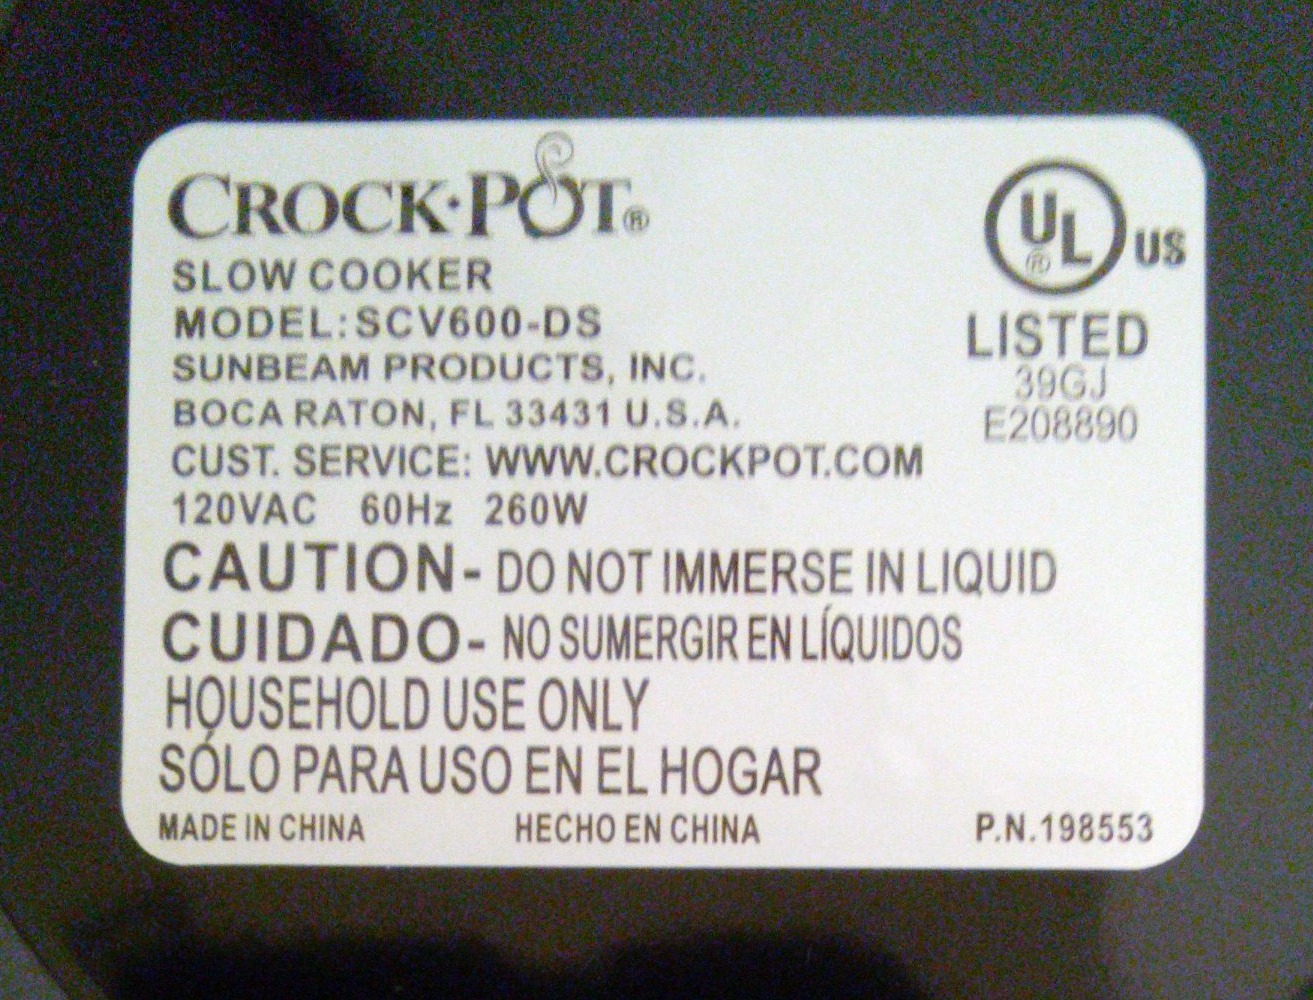 CROCK·POT®
SLOW COOKER
MODEL: SCV600-DS
SUNBEAM PRODUCTS, INC.
BOCA RATON, FL 33431 U.S.A.
CUST. SERVICE: WWW.CROCKPOT.COM
120VAC 60Hz 260W
CAUTION- DO NOT IMMERSE IN LIQUID
CUIDADO- NO SUMERGIR EN LÍQUIDOS
HOUSEHOLD USE ONLY
SÓLO PARA USO EN EL HOGAR
MADE IN CHINA HECHO EN CHINA P.N.198553
UL® US
LISTED
39GJ
E208890